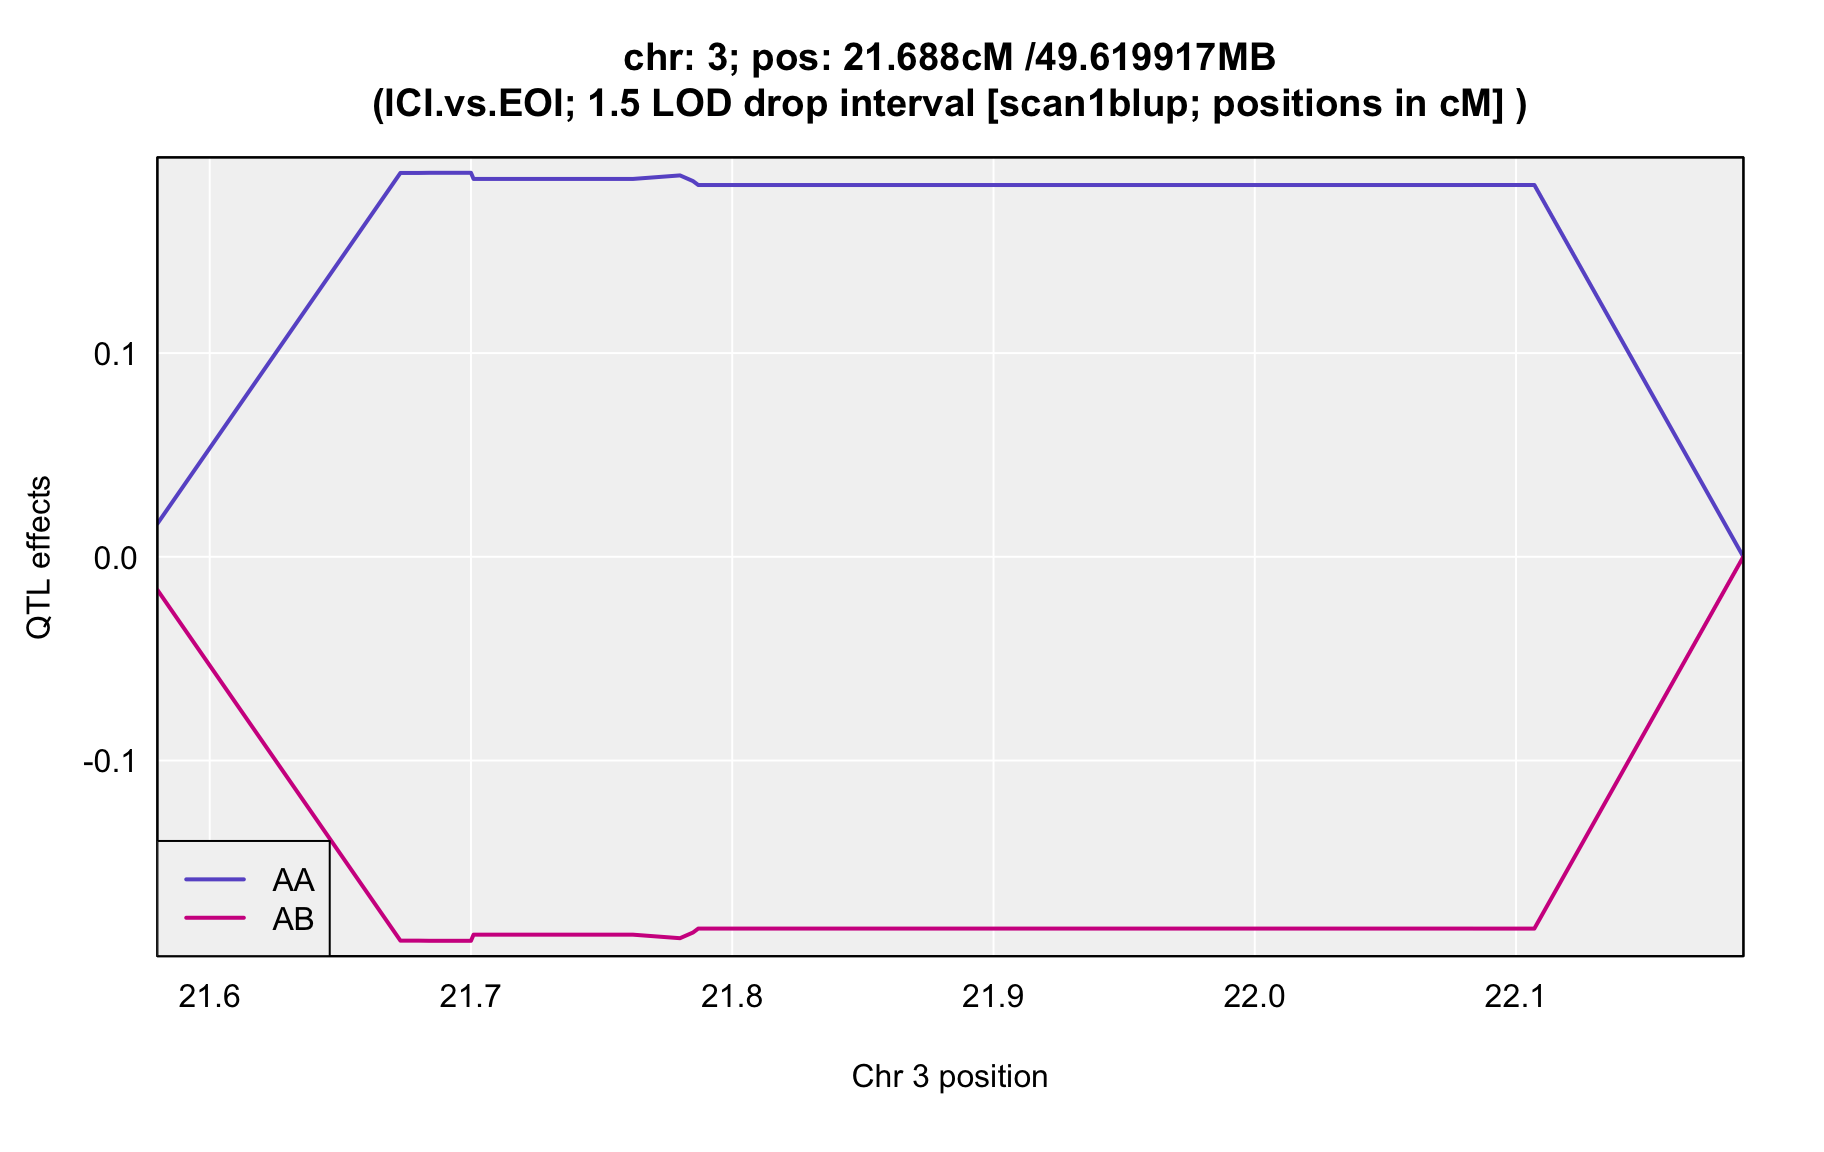 chr: 3; pos: 21.688cM /49.619917MB
(ICI.vs.EOI; 1.5 LOD drop interval [scan1blup; positions in cM] )
QTL effects
0.1
0.0
-0.1
AA
AB
21.6 21.7 21.8 21.9 22.0 22.1
Chr 3 position